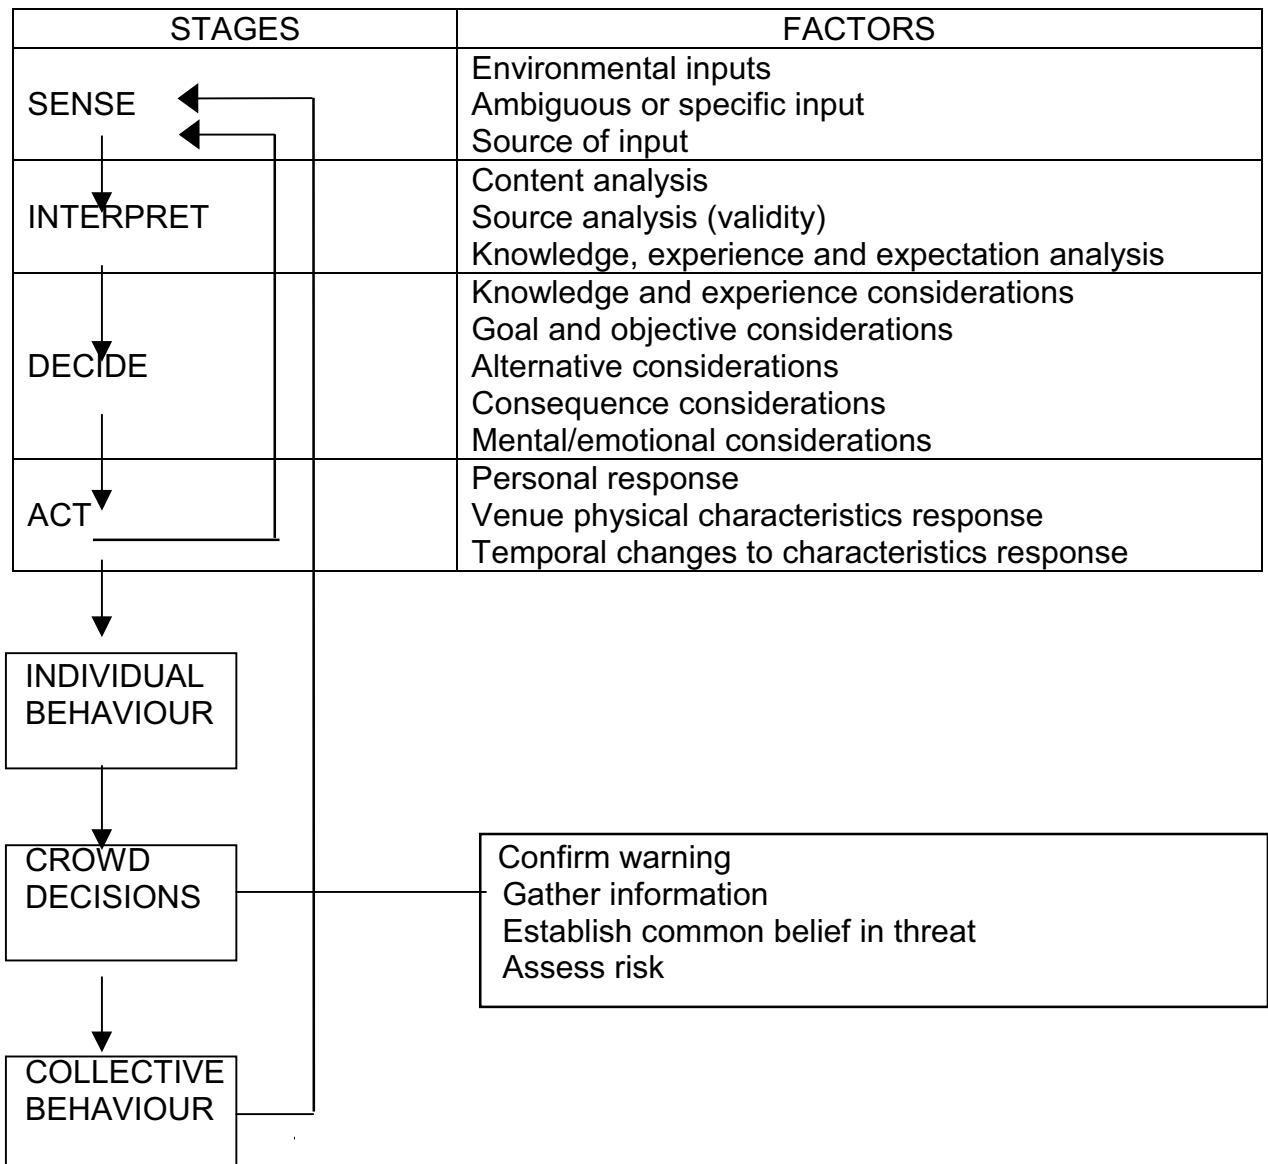 STAGES
FACTORS
SENSE
Environmental inputs
Ambiguous or specific input
Source of input
INTERPRET
Content analysis
Source analysis (validity)
Knowledge, experience and expectation analysis
DECIDE
Knowledge and experience considerations
Goal and objective considerations
Alternative considerations
Consequence considerations
Mental/emotional considerations
ACT
Personal response
Venue physical characteristics response
Temporal changes to characteristics response
INDIVIDUAL
BEHAVIOUR
CROWD
DECISIONS
Confirm warning
Gather information
Establish common belief in threat
Assess risk
COLLECTIVE
BEHAVIOUR